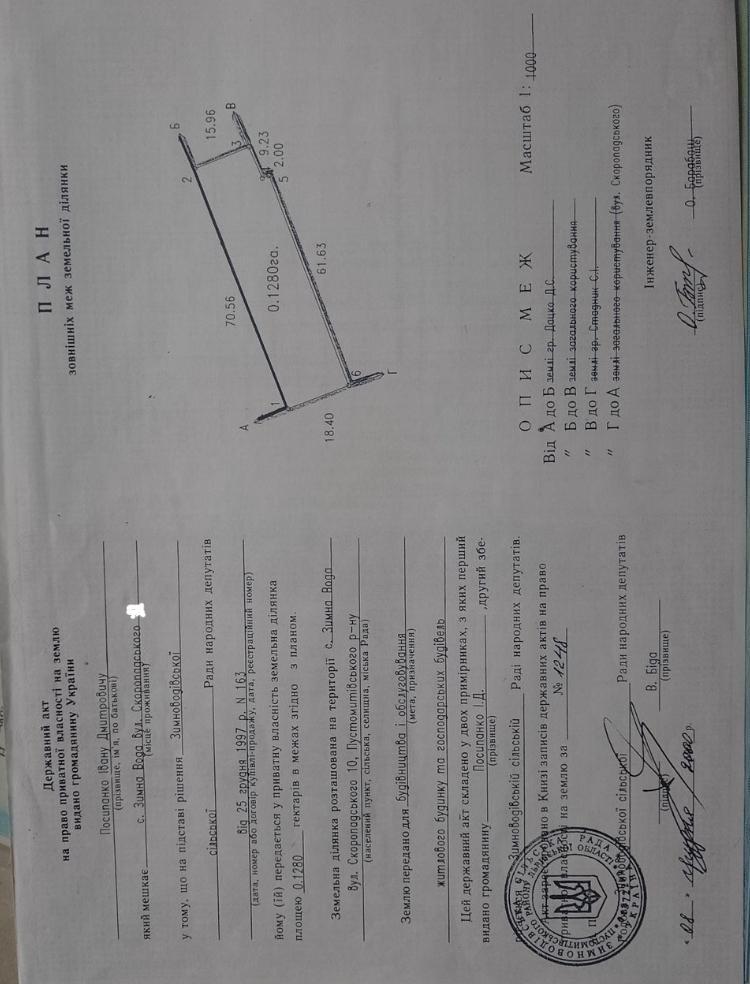 Державний акт
на право приватної власності на землю
видано громадянину України
Посипанко Івану Дмитровичу
(прізвище, ім'я, по батькові)
який мешкає с. Зимна Вода вул. Скоропадського
(місце проживання)
у тому, що на підставі рішення Зимноводівської
сільської Ради народних депутатів
від 25 грудня 1997 р. N 163
(дата, номер або договір купівлі-продажу, дата, реєстраційний номер)
йому (їй) передається у приватну власність земельна ділянка
площею 0.1280 гектарів в межах згідно з планом.
Земельна ділянка розташована на території с. Зимна Вода
вул. Скоропадського 10, Пустомитівського р-ну
(населений пункт, сільська, селищна, міська Рада)
Землю передано для будівництва і обслуговування
(мета, призначення)
житлового будинку та господарських будівель
Цей державний акт складено у двох примірниках, з яких перший
видано громадянину Посипанко І.Д. ,другий збе-
(прізвище)
Зимноводівській сільській Раді народних депутатів.
в Книзі записів державних актів на право
на землю за № 1248
сільської Ради народних депутатів
В. Біда
(підпис) (прізвище)
" 08 " 2000 р.
ПЛАН
зовнішніх меж земельної ділянки
А
Б
В
Г
1
2
3
5
6
70.56
15.96
9.23
2.00
61.63
18.40
0.1280га.
ОПИС МЕЖ Масштаб 1: 1000
Від А до Б землі гр. Дацко Д.С.
" Б до В землі загального користування
" В до Г землі гр. Стадник С.І.
" Г до А землі загального користування (вул. Скоропадського)
Інженер-землевпорядник
О. Барабаш
(підпис) (прізвище)